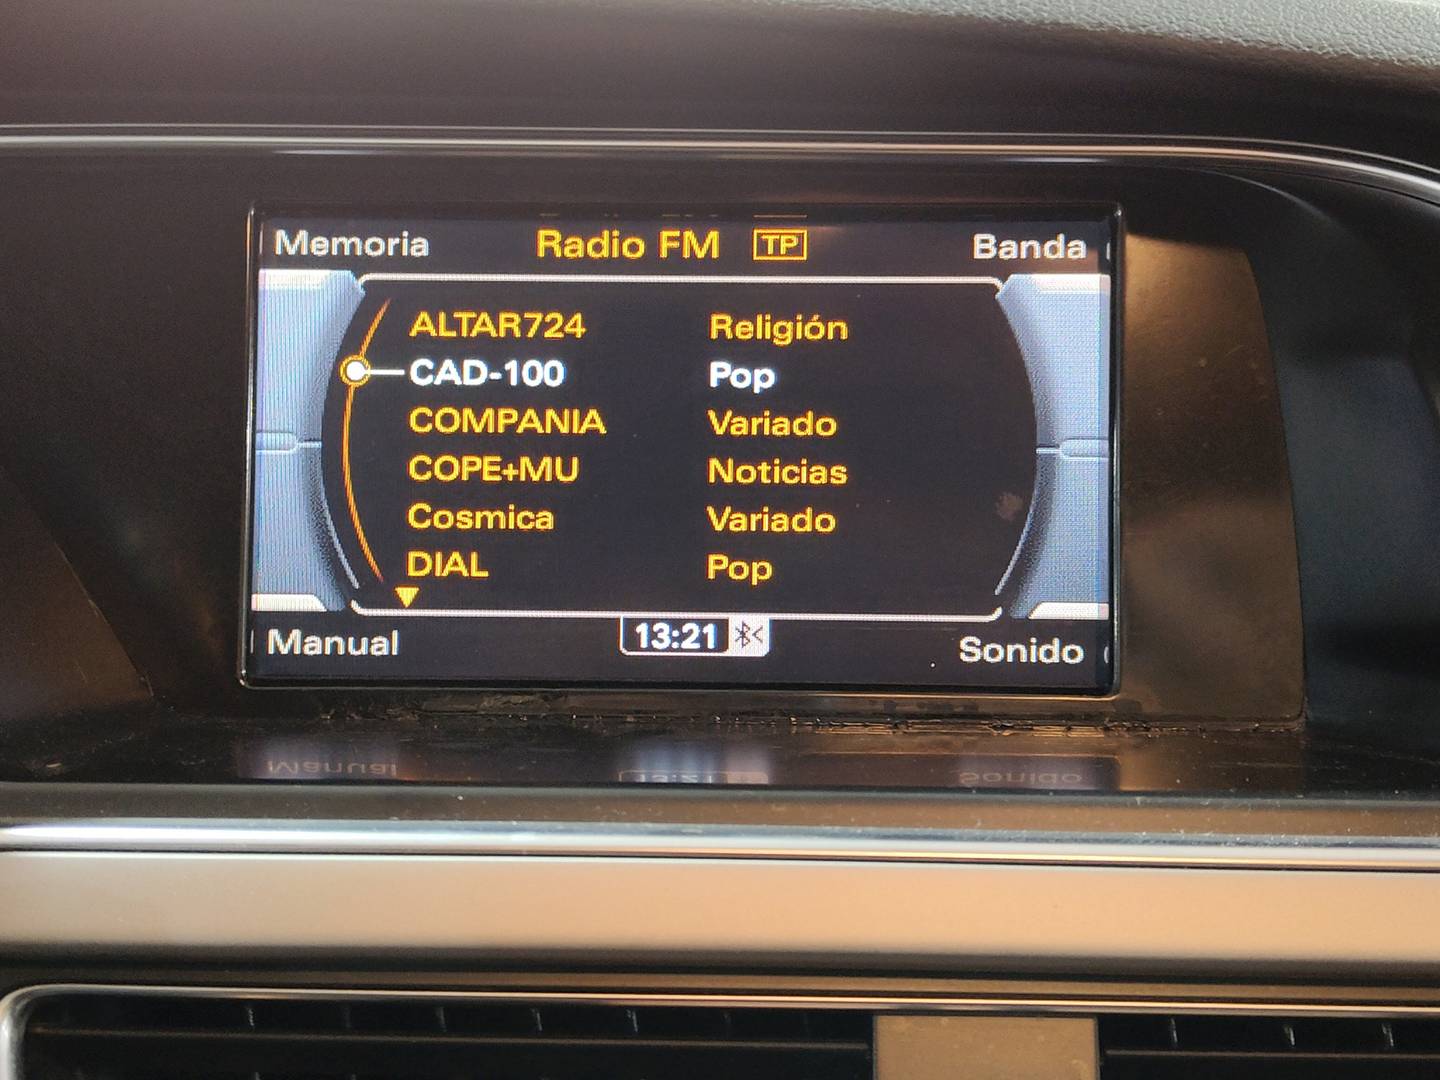 Memoria Radio FM TP Banda
ALTAR724 Religión
CAD-100 Pop
COMPANIA Variado
COPE+MU Noticias
Cosmica Variado
DIAL Pop
13:21
Manual Sonido